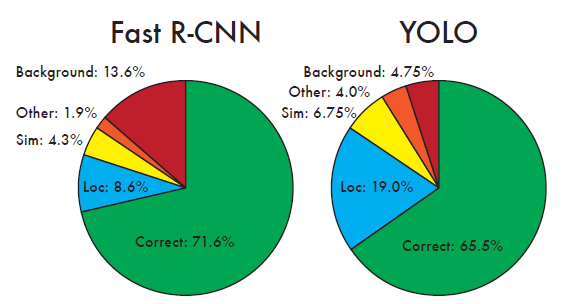 Fast R-CNN
YOLO
Background: 13.6%
Other: 1.9%
Sim: 4.3%
Loc: 8.6%
Correct: 71.6%
Background: 4.75%
Other: 4.0%
Sim: 6.75%
Loc: 19.0%
Correct: 65.5%